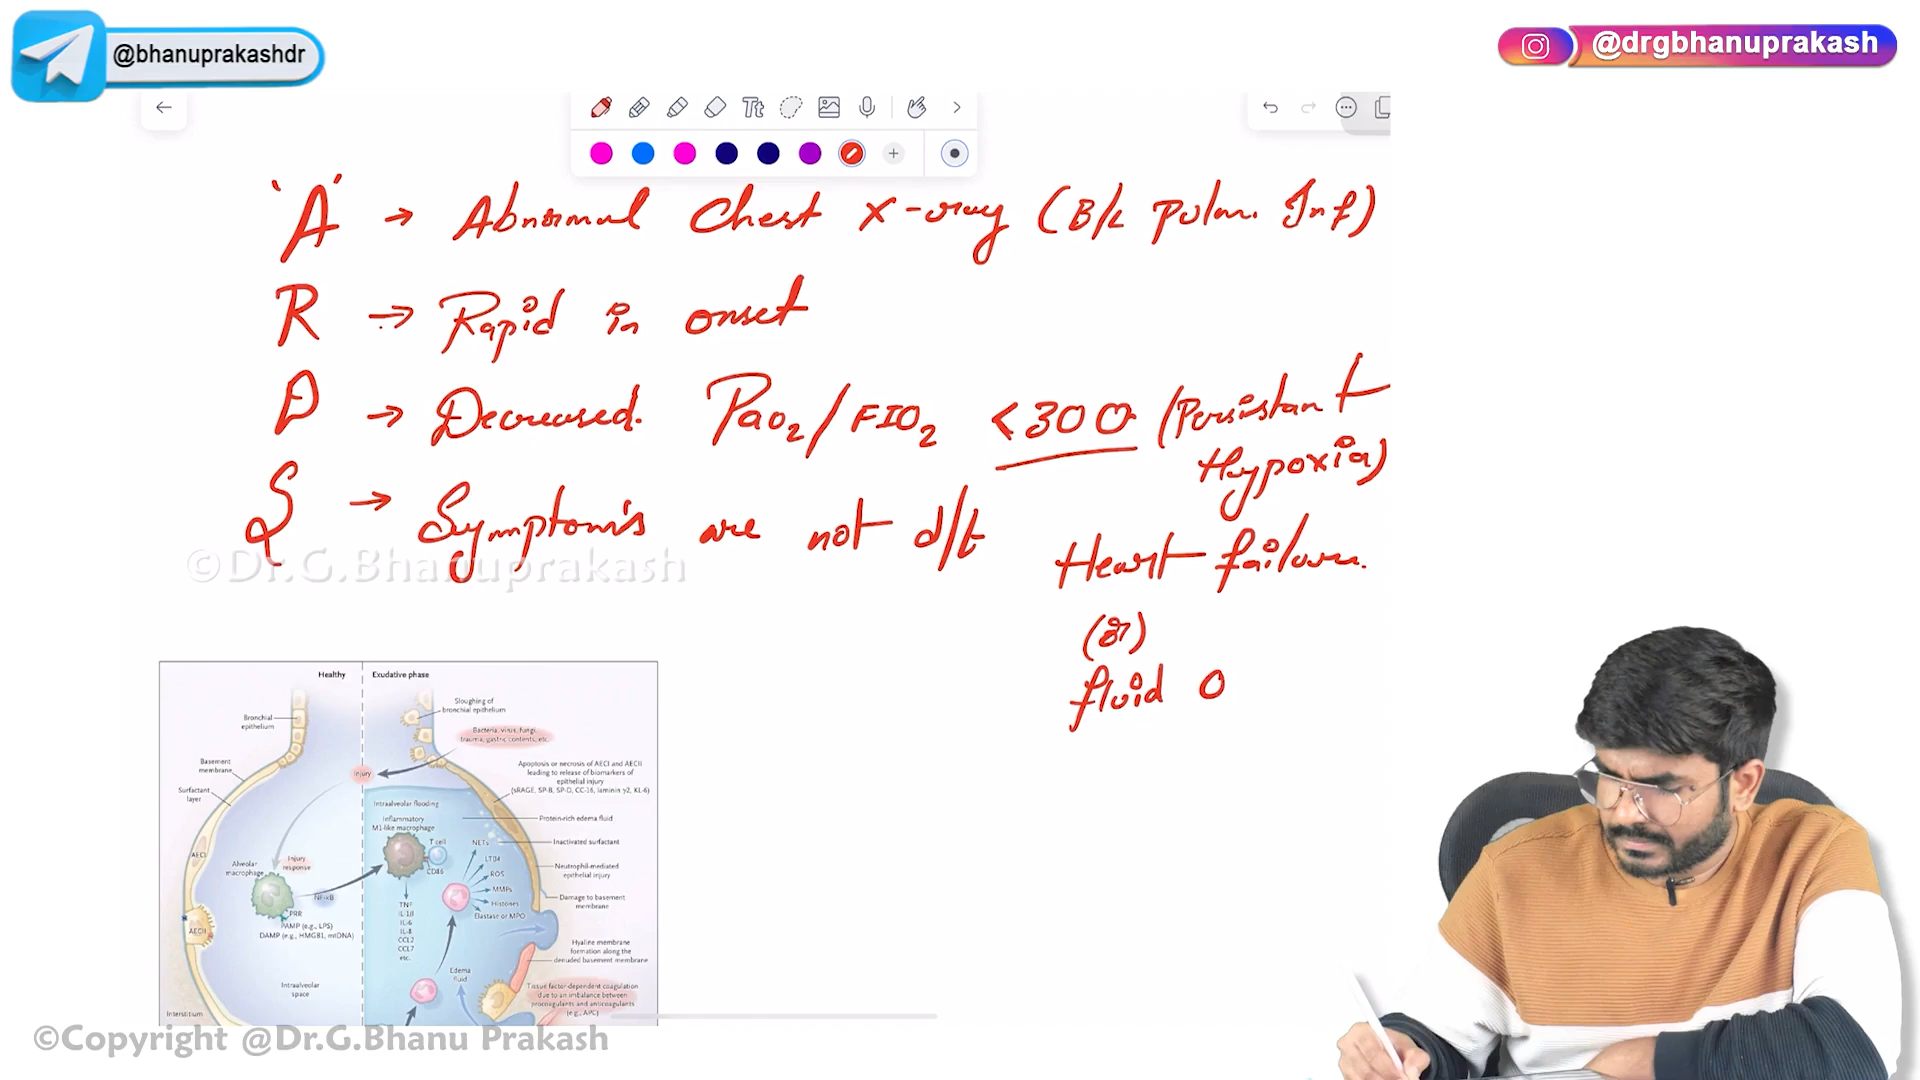 @bhanuprakashdr
@drgbhanuprakash
Tt
'A' → Abnormal Chest X-ray (B/L pulm. Inf)
R → Rapid in onset
D → Decreased. PaO2/FIO2 <300 (Persistant
Hypoxia)
S → Symptoms are not d/t Heart failure.
(or)
fluid O
©Dr.G.Bhanuprakash
Healthy
Exudative phase
Sloughing of
bronchial epithelium
Bronchial
epithelium
Bacteria, virus, fungi,
trauma, gastric contents, etc.
Basement
membrane
Injury
Apoptosis or necrosis of AECI and AECII
leading to release of biomarkers of
epithelial injury
(sRAGE, SP-B, SP-D, CC-16, laminin γ2, KL-6)
Surfactant
layer
Intraalveolar flooding
Inflammatory
M1-like macrophage
Protein-rich edema fluid
T cell
CD86
NETs
Inactivated surfactant
LTB4
ROS
MMPs
Histones
Elastase or MPO
Neutrophil-mediated
epithelial injury
AECI
Alveolar
macrophage
Injury
response
NF-κB
PRR
PAMP (e.g., LPS)
DAMP (e.g., HMGB1, mtDNA)
TNF
IL-1β
IL-6
IL-8
CCL2
CCL7
etc.
Damage to basement
membrane
AECII
Hyaline membrane
formation along the
denuded basement membrane
Edema
fluid
Intraalveolar
space
Tissue factor-dependent coagulation
due to an imbalance between
procoagulants and anticoagulants
(e.g., APC)
Interstitium
©Copyright @Dr.G.Bhanu Prakash